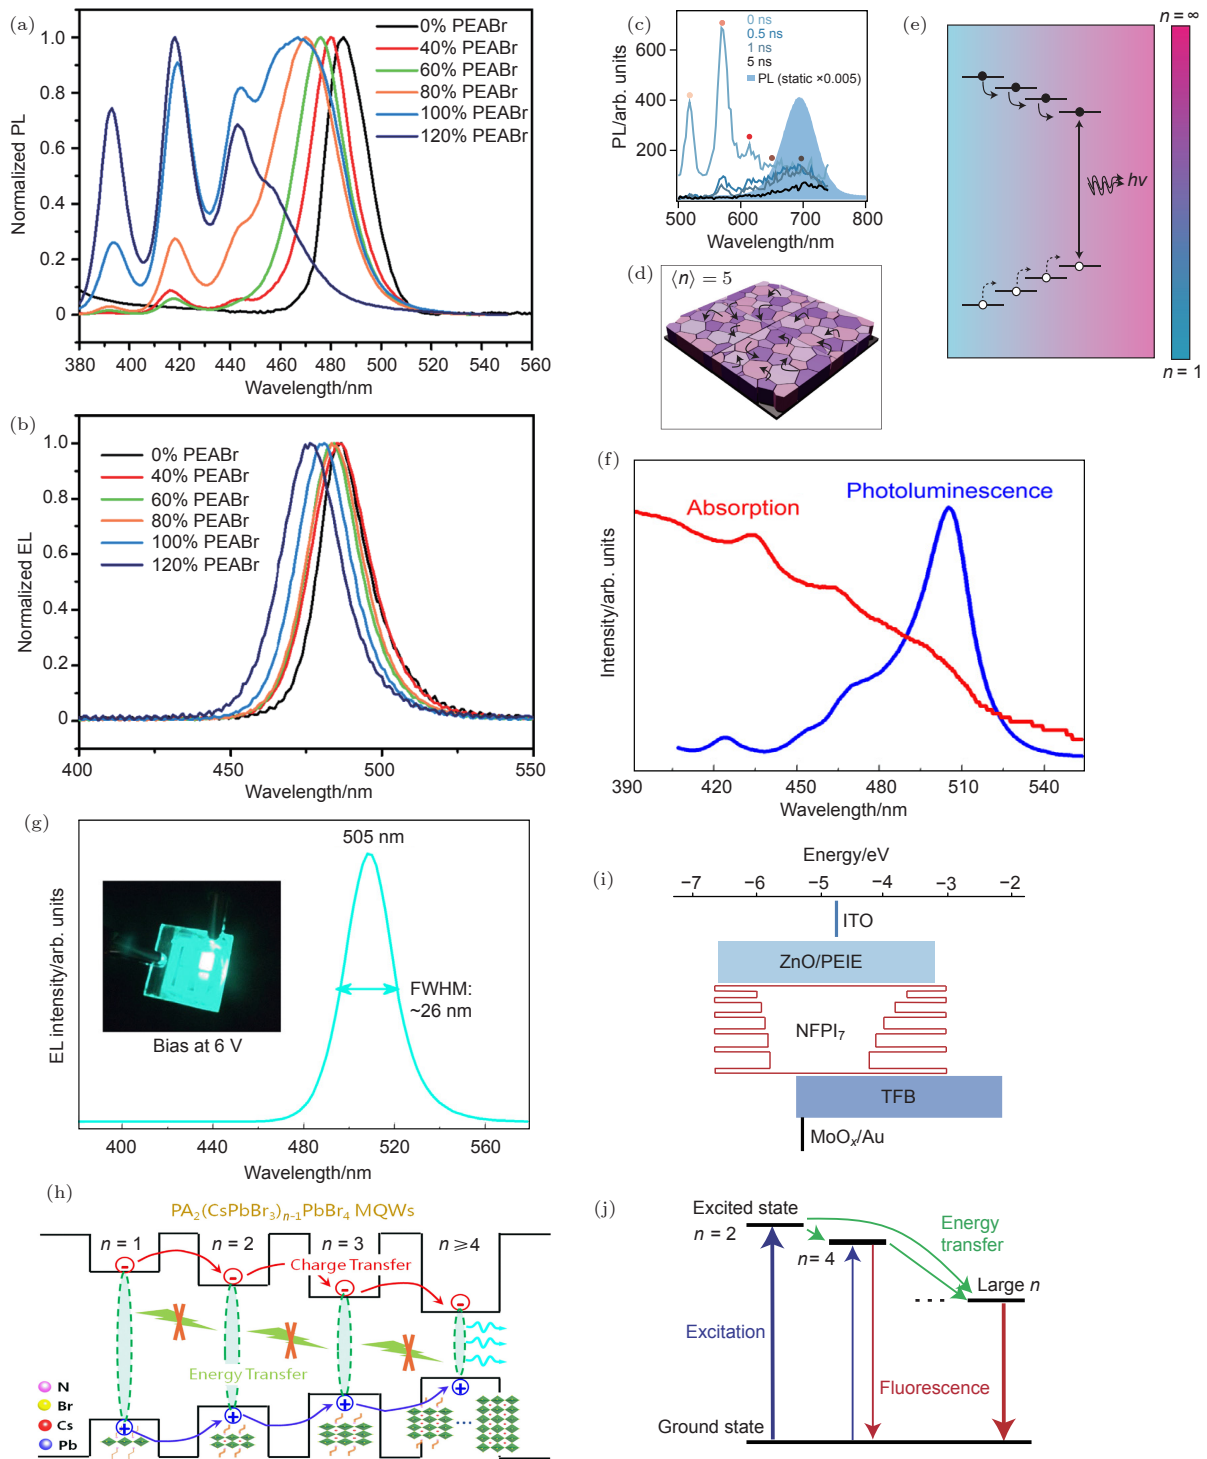 (a)
Normalized PL
1.0
0.8
0.6
0.4
0.2
0
0% PEABr
40% PEABr
60% PEABr
80% PEABr
100% PEABr
120% PEABr
380 400 420 440 460 480 500 520 540 560
Wavelength/nm
(b)
Normalized EL
1.0
0.8
0.6
0.4
0.2
0
0% PEABr
40% PEABr
60% PEABr
80% PEABr
100% PEABr
120% PEABr
400 450 500 550
Wavelength/nm
(c)
PL/arb. units
600
400
200
0 ns
0.5 ns
1 ns
5 ns
PL (static ×0.005)
500 600 700 800
Wavelength/nm
(d)
⟨n⟩ = 5
(e)
n = ∞
hν
n = 1
(f)
Intensity/arb. units
Absorption
Photoluminescence
390 420 450 480 510 540
Wavelength/nm
(g)
EL intensity/arb. units
505 nm
FWHM:
~26 nm
Bias at 6 V
400 440 480 520 560
Wavelength/nm
(h)
PA₂(CsPbBr₃)ₙ₋₁PbBr₄ MQWs
n = 1 n = 2 n = 3 n ≥4
Charge Transfer
Energy Transfer
N
Br
Cs
Pb
(i)
Energy/eV
−7 −6 −5 −4 −3 −2
ITO
ZnO/PEIE
NFPI₇
TFB
MoOₓ/Au
(j)
Excited state
n = 2
n = 4
Energy
transfer
Large n
Excitation
Fluorescence
Ground state